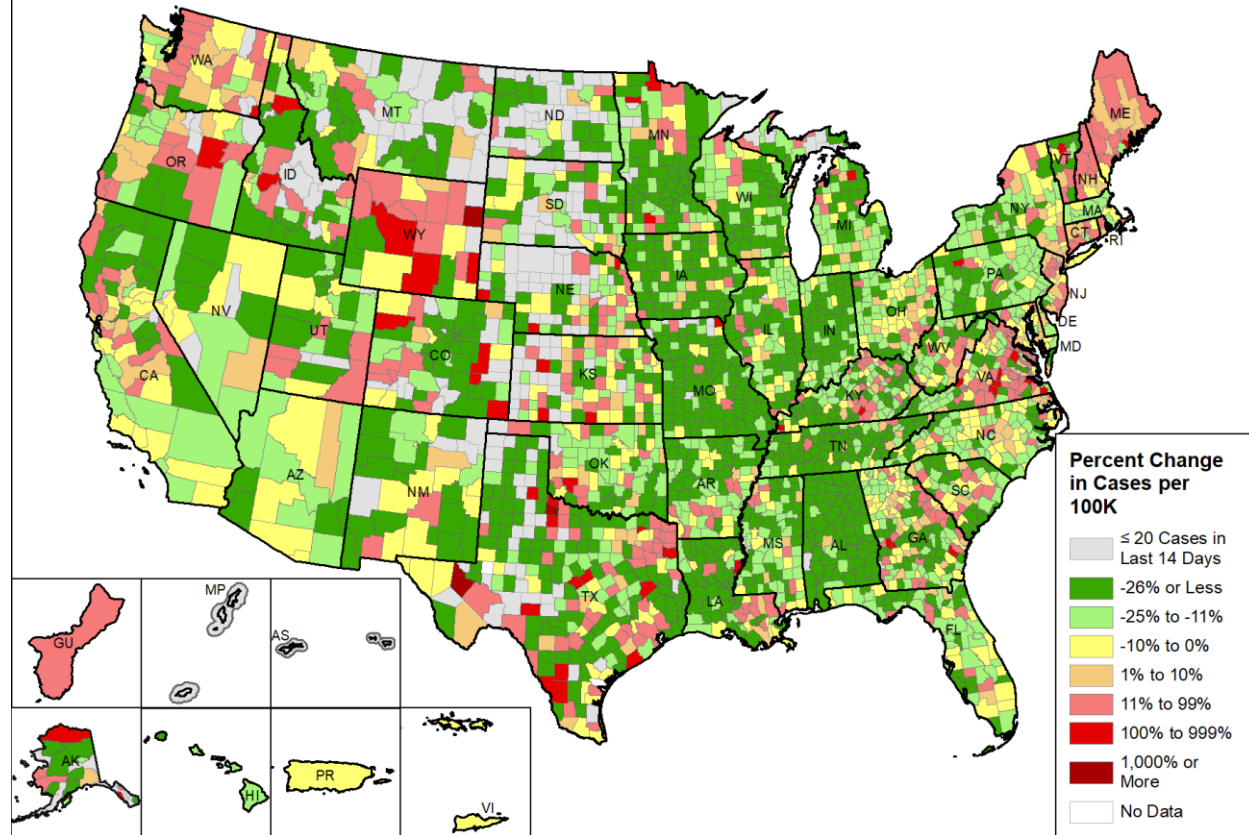 WA
MT
ND
MN
ME
OR
ID
SD
WI
VT
NH
WY
MI
NY
MA
CT
RI
IA
NE
PA
NV
UT
IL
IN
OH
NJ
CO
DE
MD
CA
KS
MO
WV
VA
KY
AZ
NM
OK
TN
NC
AR
SC
MS
AL
GA
TX
LA
FL
Percent Change
in Cases per
100K
≤ 20 Cases in
Last 14 Days
-26% or Less
-25% to -11%
-10% to 0%
1% to 10%
11% to 99%
100% to 999%
1,000% or
More
No Data
MP
GU
AS
AK
HI
PR
VI